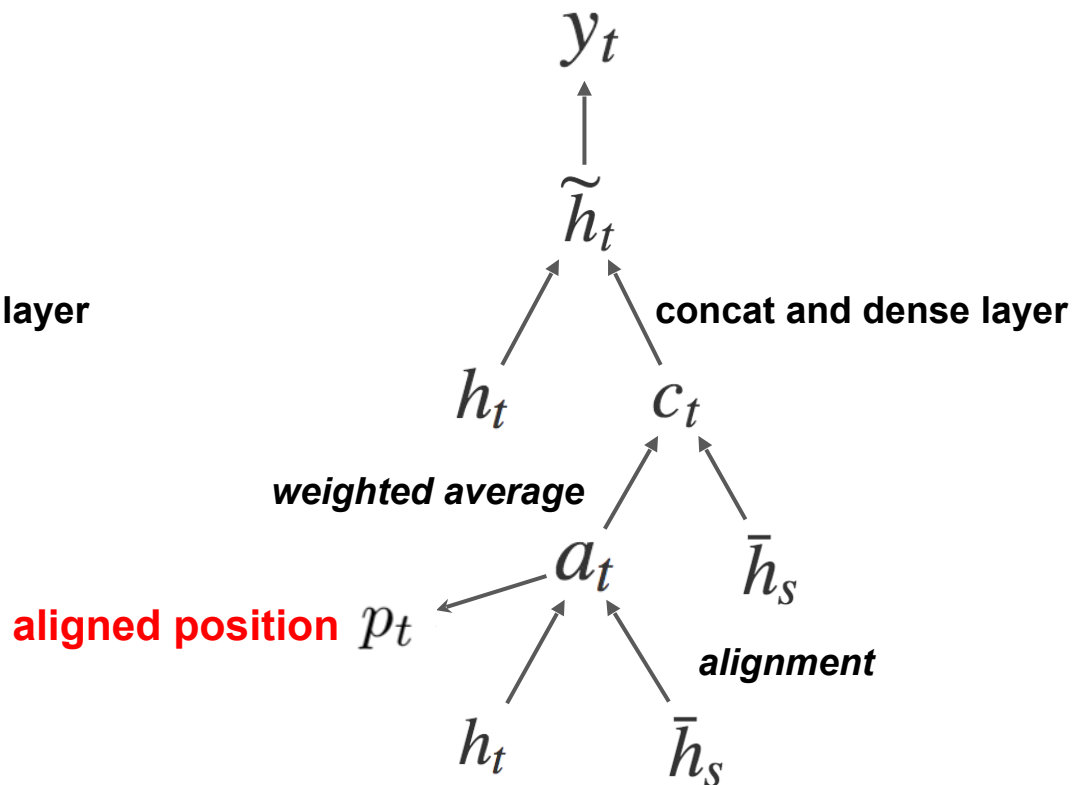 y_t
h̃_t
layer
concat and dense layer
h_t
c_t
weighted average
a_t
h̄_s
aligned position p_t
alignment
h_t
h̄_s